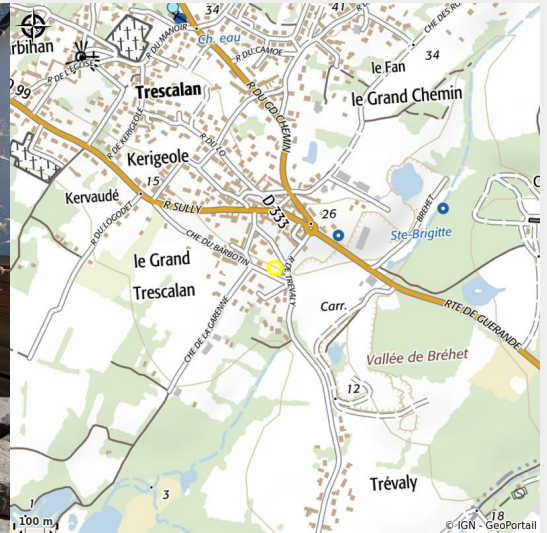 34
41
CHE DES
Ch. eau
R DU MANOIR
rbihan
R DU CAMOE
34
le Fan
R DE L'EGLISE
D 99
Trescalan
R DU GD CHEMIN
le Grand Chemin
R DE KERIGEOLE
R DU LO
Kerigeole
15
Kervaudé
R DU LOGODET
R SULLY
D 333
26
BREHET
Ste-Brigitte
CHE DU BARBOTIN
R DE TREVALY
le Grand
Trescalan
Carr.
CHE DE LA GARENNE
RTE DE GUERANDE
Vallée de Bréhet
12
Trévaly
3
1
18
100 m
© IGN - GeoPortail